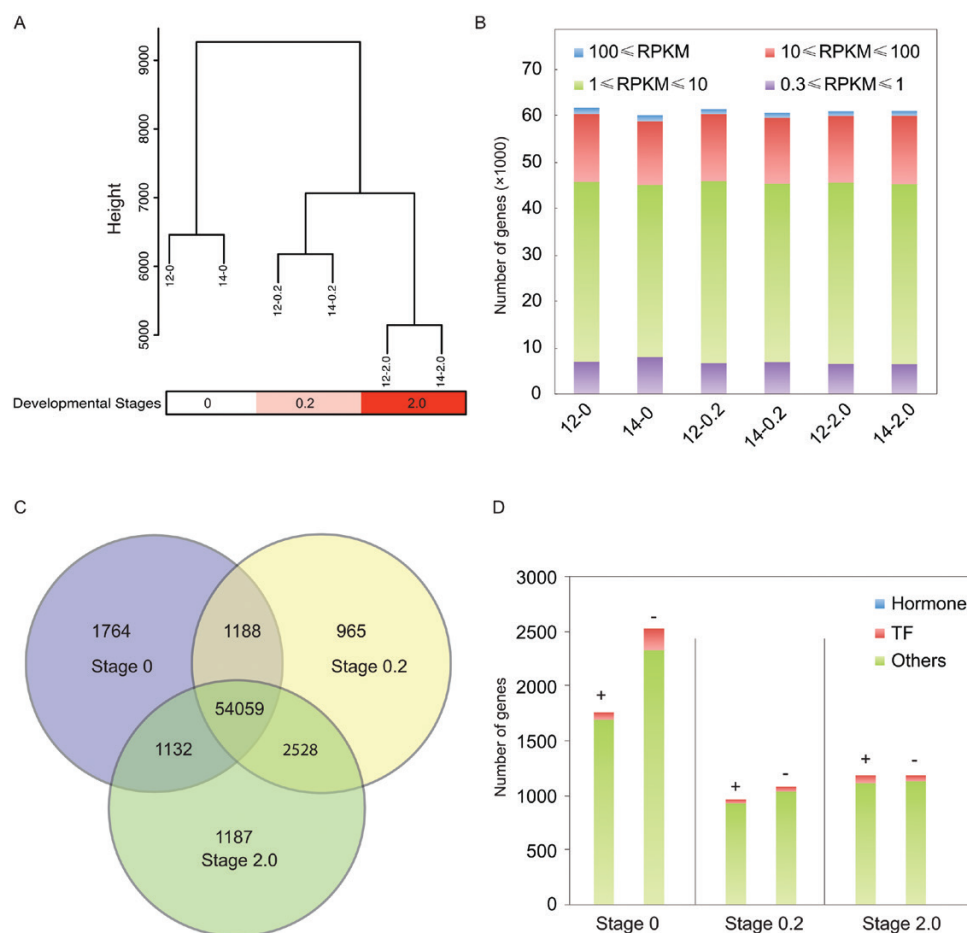 A
Height
9000
8000
7000
6000
5000
12-0
14-0
12-0.2
14-0.2
12-2.0
14-2.0
Developmental Stages
0
0.2
2.0
B
Number of genes (×1000)
70
60
50
40
30
20
10
0
100≤RPKM
10≤RPKM≤100
1≤RPKM≤10
0.3≤RPKM≤1
12-0
14-0
12-0.2
14-0.2
12-2.0
14-2.0
C
1764
Stage 0
1188
965
Stage 0.2
54059
1132
2528
1187
Stage 2.0
D
Number of genes
3000
2500
2000
1500
1000
500
0
Hormone
TF
Others
+
-
+
-
+
-
Stage 0
Stage 0.2
Stage 2.0